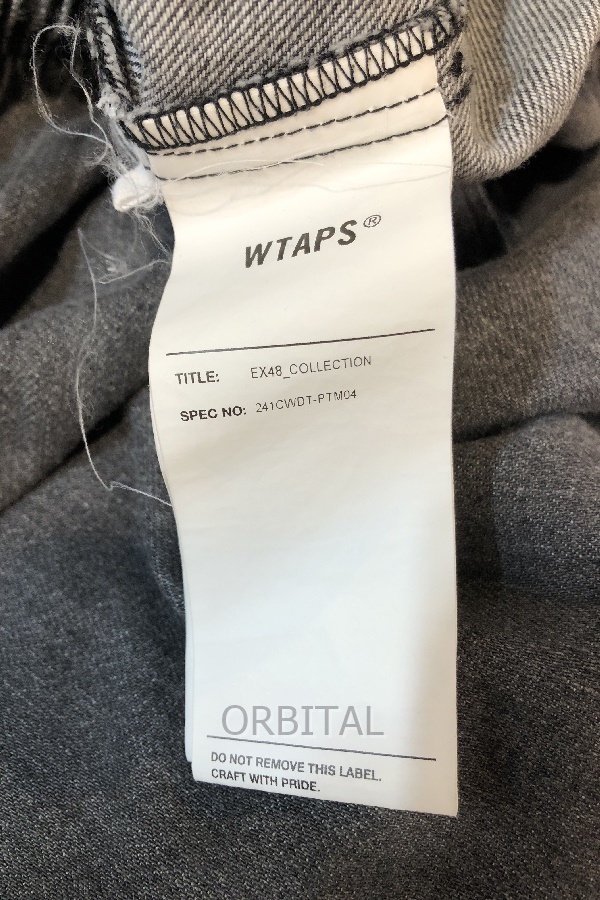 WTAPS®
TITLE: EX48_COLLECTION
SPEC NO: 241CWDT-PTM04
ORBITAL
DO NOT REMOVE THIS LABEL.
CRAFT WITH PRIDE.